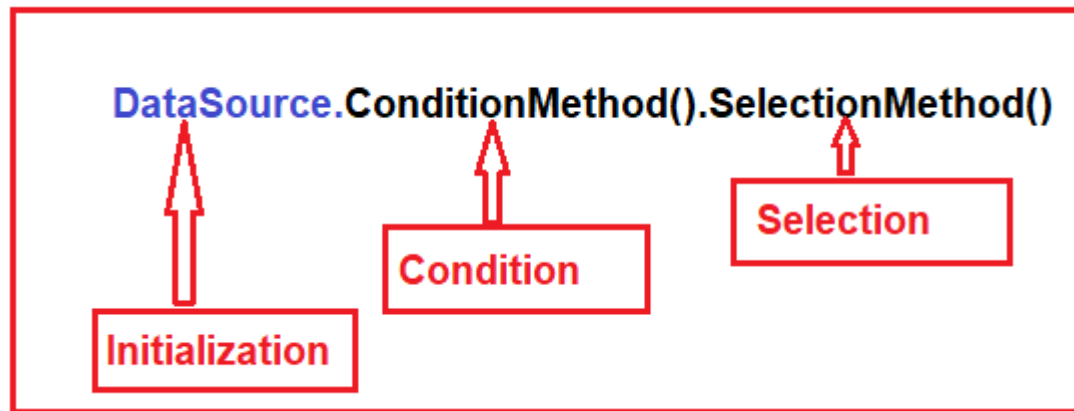 DataSource.ConditionMethod().SelectionMethod()
Selection
Condition
Initialization